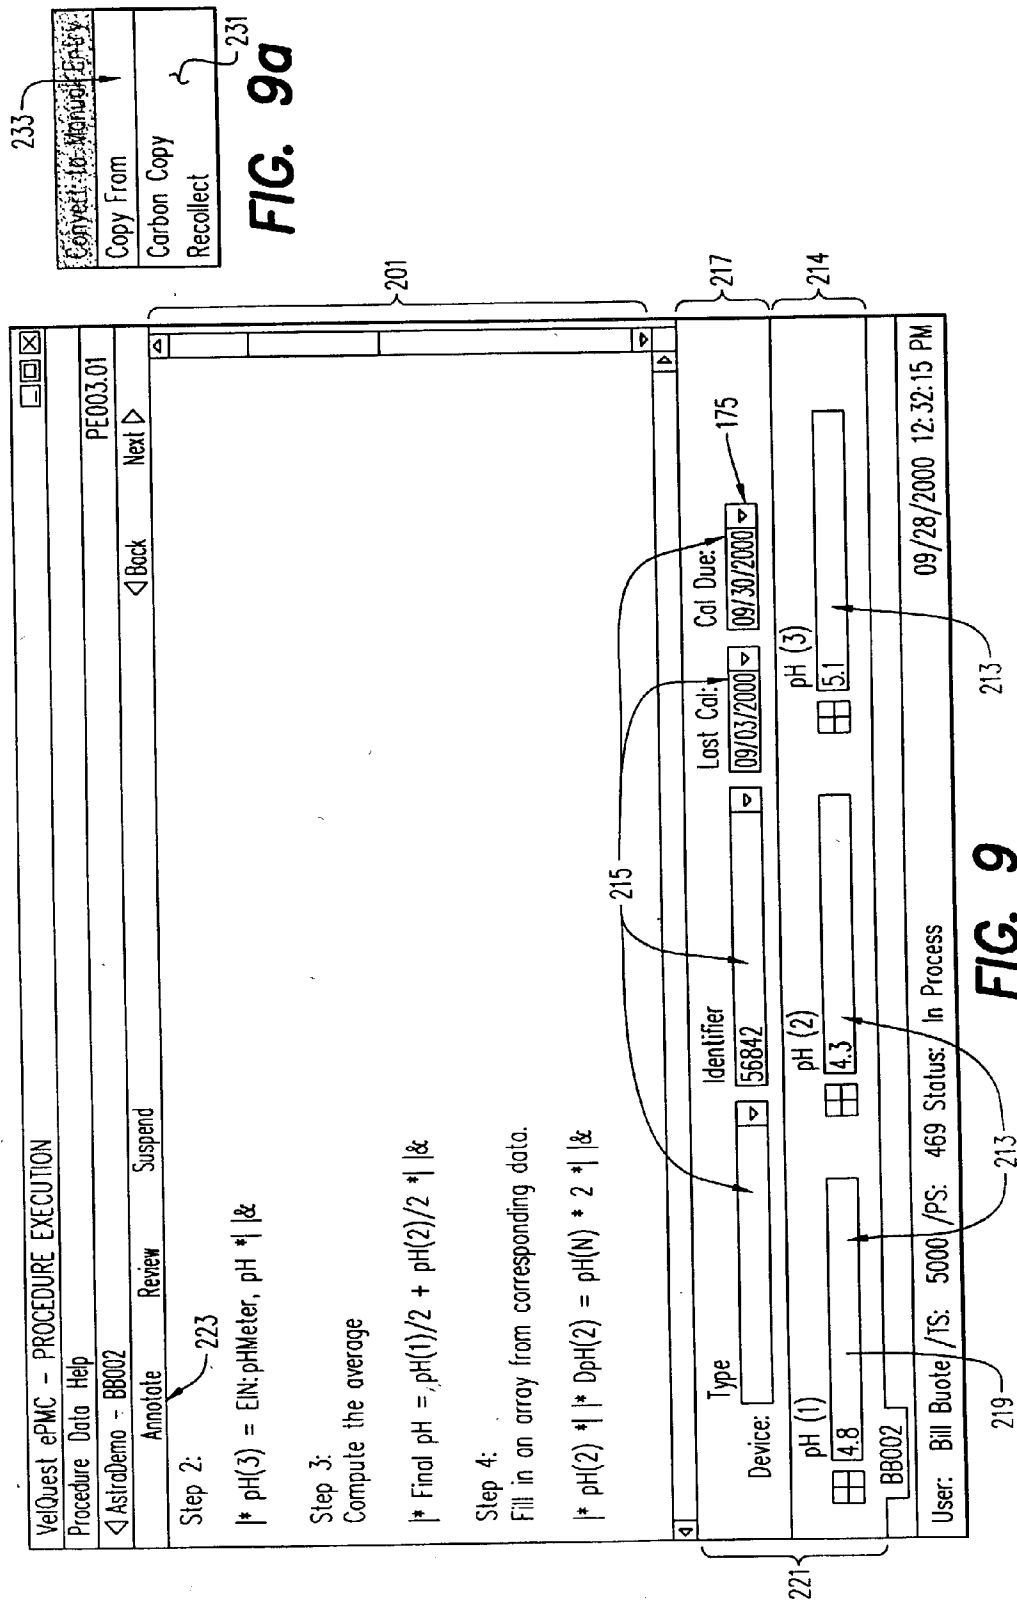 VelQuest ePMC - PROCEDURE EXECUTION
Procedure Data Help
AstraDemo - BB002 PE003.01
Annotate Review Suspend Back Next
223
Step 2:
|* pH(3) = EIN:pHMeter, pH *| |&
Step 3:
Compute the average
|* Final pH =,pH(1)/2 + pH(2)/2 *| |&
Step 4:
Fill in an array from corresponding data.
|* pH(2) *| |* DpH(2) = pH(N) * 2 *| |&
201
215
Type Identifier Last Cal: Cal Due:
Device: 56842 09/03/2000 09/30/2000
175
217
pH (1) pH (2) pH (3)
4.8 4.3 5.1
214
221
BB002
User: Bill Buote /TS: 5000 /PS: 469 Status: In Process 09/28/2000 12:32:15 PM
219
213
213
FIG. 9
233
Convert to Manual Entry
Copy From
Carbon Copy
Recollect
231
FIG. 9a